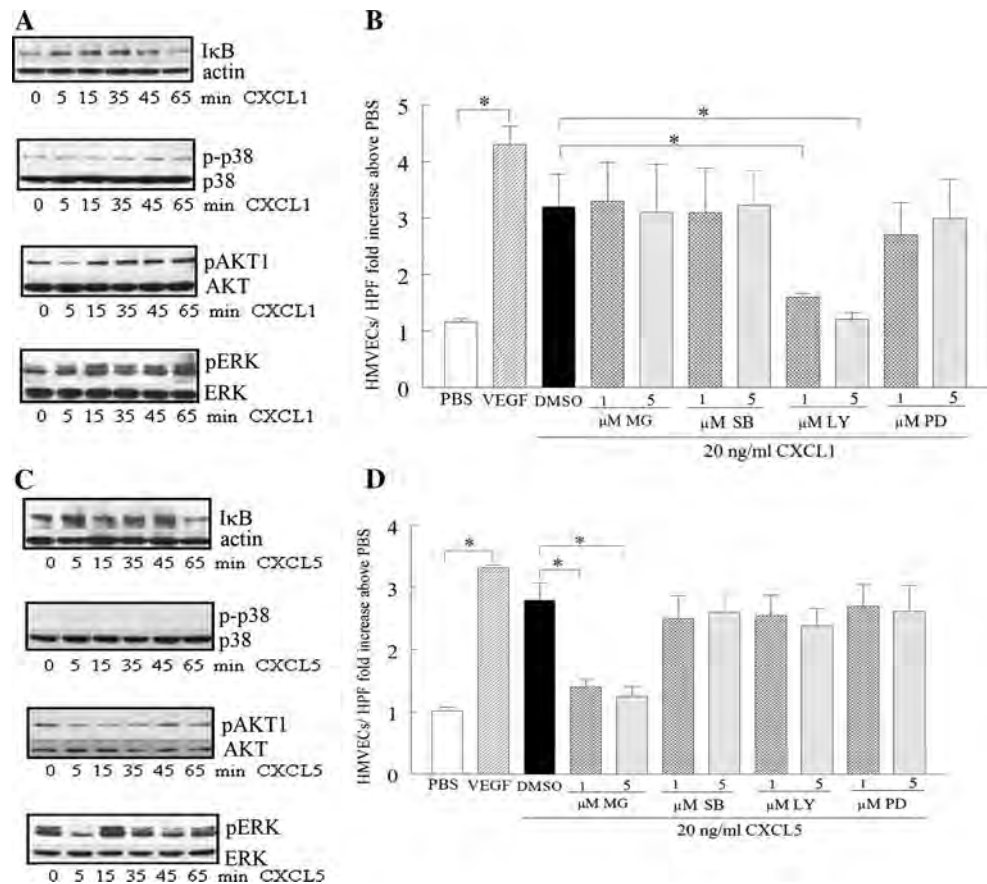 A
IκB
actin
0 5 15 35 45 65 min CXCL1
p-p38
p38
0 5 15 35 45 65 min CXCL1
pAKT1
AKT
0 5 15 35 45 65 min CXCL1
pERK
ERK
0 5 15 35 45 65 min CXCL1
B
HMVECs/ HPF fold increase above PBS
5
4
3
2
1
0
* * *
PBS VEGF DMSO 1 5 1 5 1 5 1 5
µM MG µM SB µM LY µM PD
20 ng/ml CXCL1
C
IκB
actin
0 5 15 35 45 65 min CXCL5
p-p38
p38
0 5 15 35 45 65 min CXCL5
pAKT1
AKT
0 5 15 35 45 65 min CXCL5
pERK
ERK
0 5 15 35 45 65 min CXCL5
D
HMVECs/ HPF fold increase above PBS
4
3
2
1
0
* * *
PBS VEGF DMSO 1 5 1 5 1 5 1 5
µM MG µM SB µM LY µM PD
20 ng/ml CXCL5